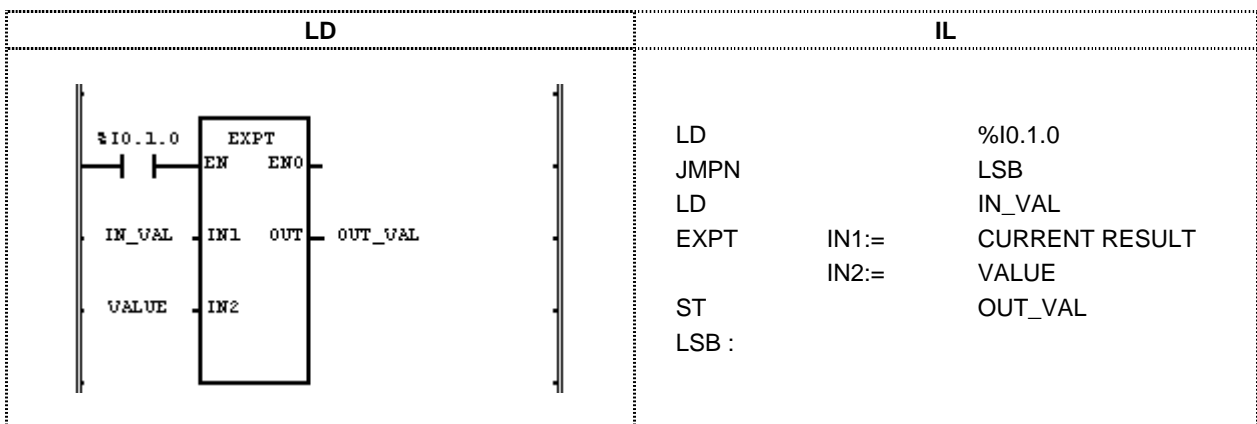 LD
IL
%I0.1.0
EXPT
EN ENO
IN_VAL IN1 OUT OUT_VAL
VALUE IN2
LD %I0.1.0
JMPN LSB
LD IN_VAL
EXPT IN1:= CURRENT RESULT
IN2:= VALUE
ST OUT_VAL
LSB :